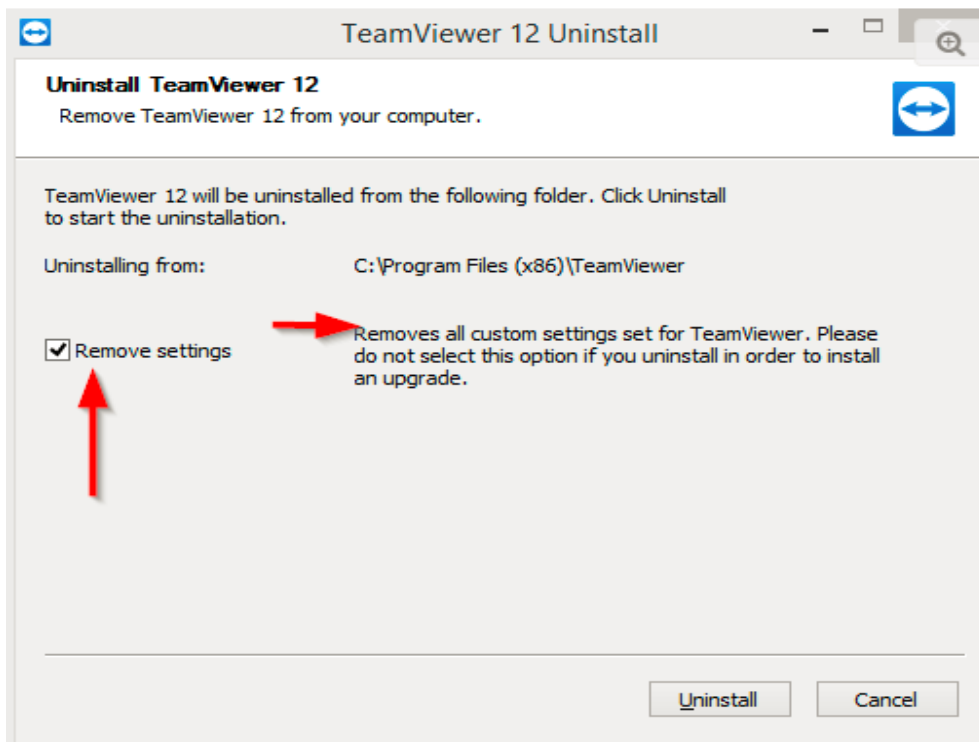 TeamViewer 12 Uninstall
Uninstall TeamViewer 12
Remove TeamViewer 12 from your computer.
TeamViewer 12 will be uninstalled from the following folder. Click Uninstall
to start the uninstallation.
Uninstalling from:
C:\Program Files (x86)\TeamViewer
Remove settings
Removes all custom settings set for TeamViewer. Please
do not select this option if you uninstall in order to install
an upgrade.
Uninstall
Cancel